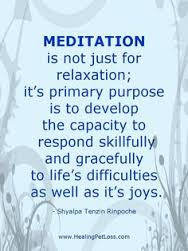 MEDITATION
is not just for
relaxation;
it's primary purpose
is to develop
the capacity to
respond skillfully
and gracefully
to life's difficulties
as well as it's joys.
- Shyalpa Tenzin Rinpoche
www.HealingPetLoss.com